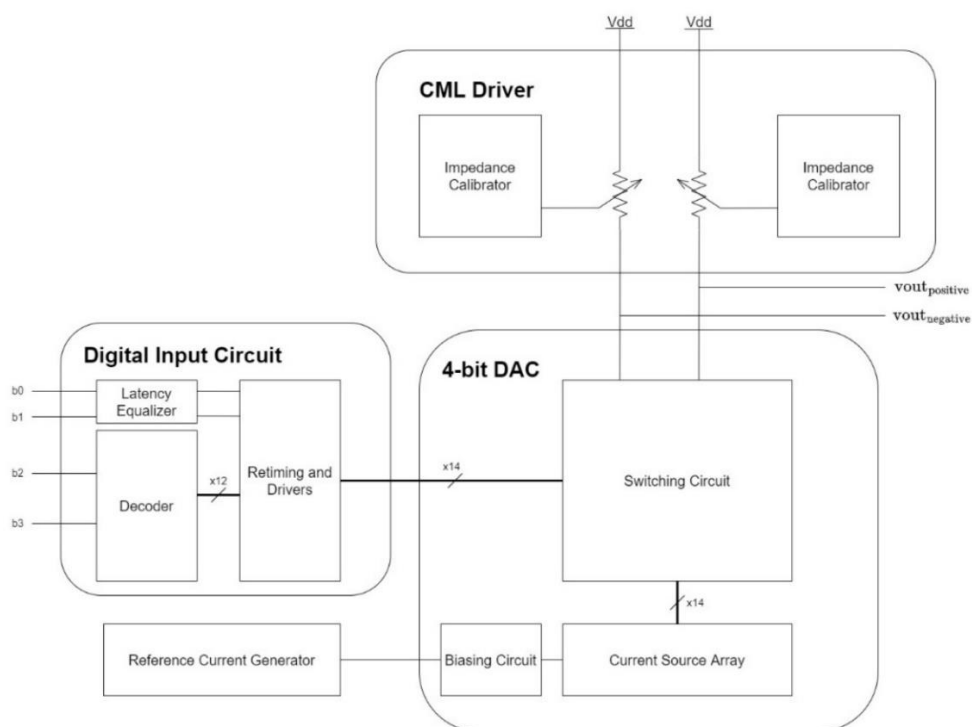 Vdd
Vdd
CML Driver
Impedance
Calibrator
Impedance
Calibrator
vout_positive
vout_negative
Digital Input Circuit
4-bit DAC
b0
b1
b2
b3
Latency
Equalizer
Decoder
x12
Retiming and
Drivers
x14
Switching Circuit
x14
Reference Current Generator
Biasing Circuit
Current Source Array